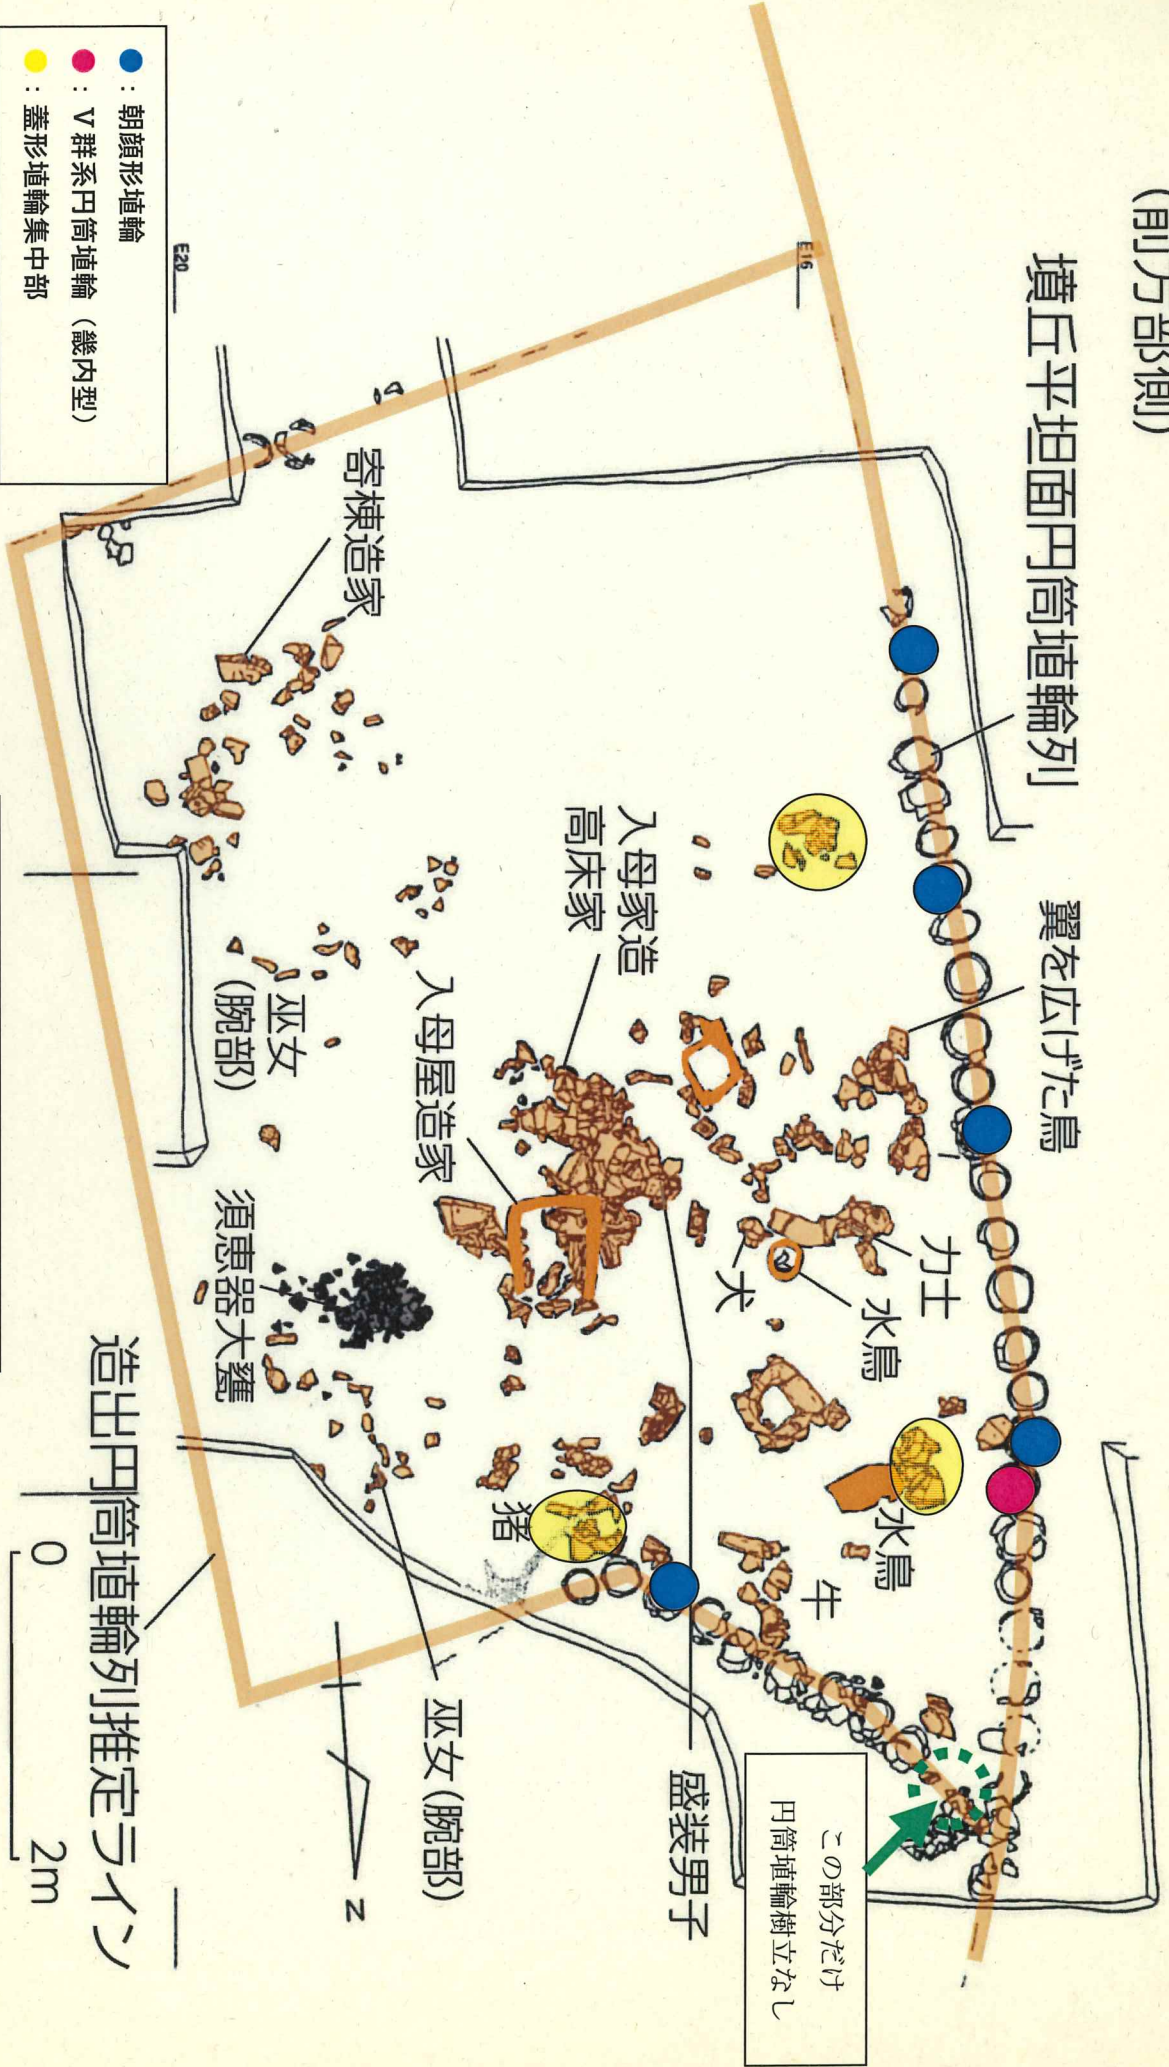 (前方部側)
墳丘平坦面円筒埴輪列
翼を広げた鳥
E16
E20
力士
水鳥
犬
水鳥
牛
入母家造
高床家
入母屋造家
寄棟造家
巫女
(腕部)
須恵器大甕
猪
巫女(腕部)
盛装男子
この部分だけ
円筒埴輪樹立なし
造出円筒埴輪列推定ライン
N
0 2m
:朝顔形埴輪
:Ⅴ群系円筒埴輪(畿内型)
:蓋形埴輪集中部